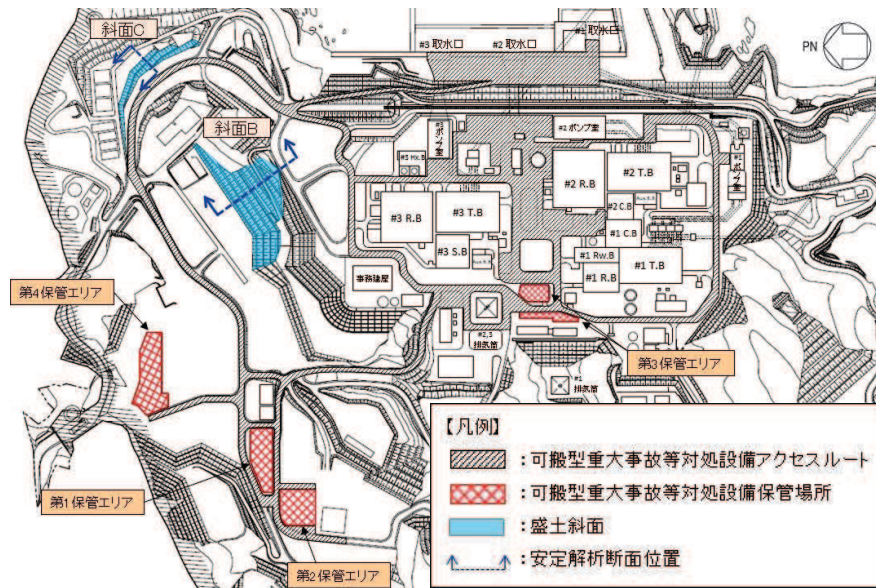 斜面C
#3 取水口
#2 取水口
#1 取水口
PN
斜面B
#3 ポンプ室
#2 ポンプ室
#1 ポンプ室
#3 Hx.B
#2 R.B
#2 T.B
#2 C.B
#3 R.B
#3 T.B
#1 C.B
#3 S.B
#1 Rw.B
#1 R.B
#1 T.B
事務建屋
第4保管エリア
#2,3
排気筒
第3保管エリア
#1
排気筒
【凡例】
:可搬型重大事故等対処設備アクセスルート
:可搬型重大事故等対処設備保管場所
:盛土斜面
:安定解析断面位置
第1保管エリア
第2保管エリア